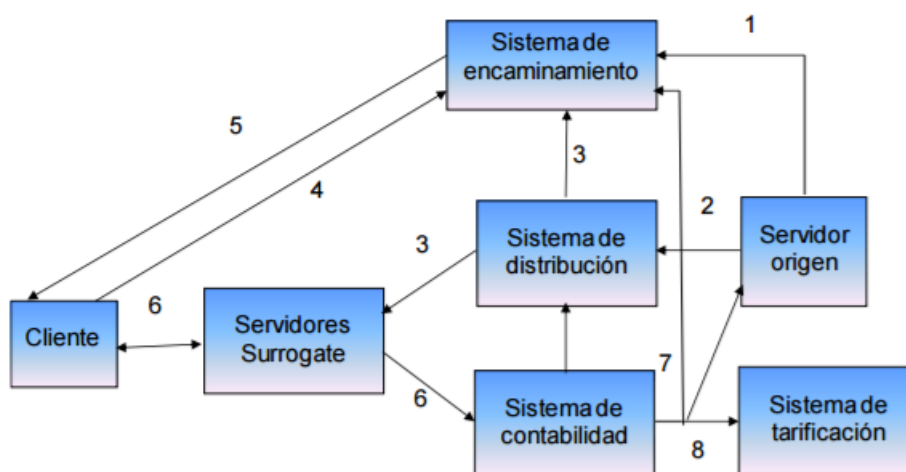 1
Sistema de
encaminamiento
5
3
4
2
Sistema de
distribución
Servidor
origen
3
6
Cliente
Servidores
Surrogate
7
6
Sistema de
contabilidad
8
Sistema de
tarificación